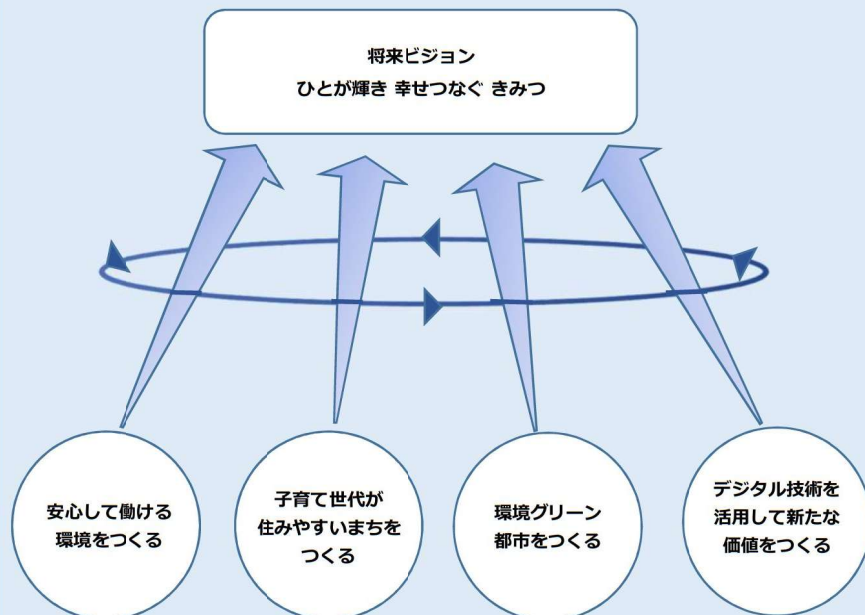 将来ビジョン
ひとが輝き 幸せつなぐ きみつ
安心して働ける
環境をつくる
子育て世代が
住みやすいまちを
つくる
環境グリーン
都市をつくる
デジタル技術を
活用して新たな
価値をつくる